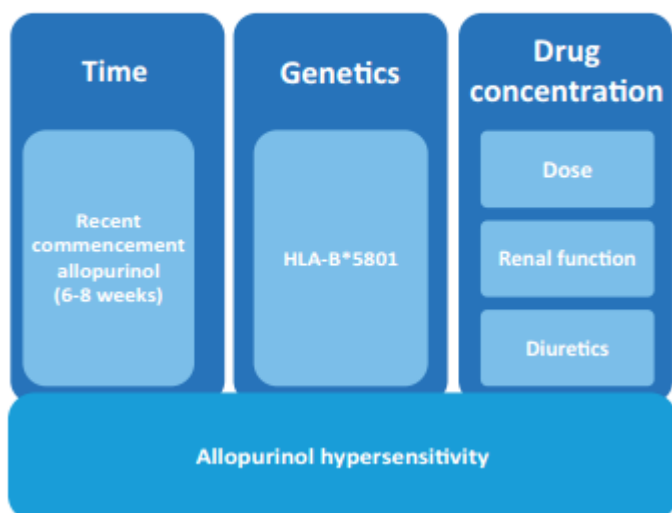 Time
Recent
commencement
allopurinol
(6-8 weeks)
Genetics
HLA-B*5801
Drug
concentration
Dose
Renal function
Diuretics
Allopurinol hypersensitivity